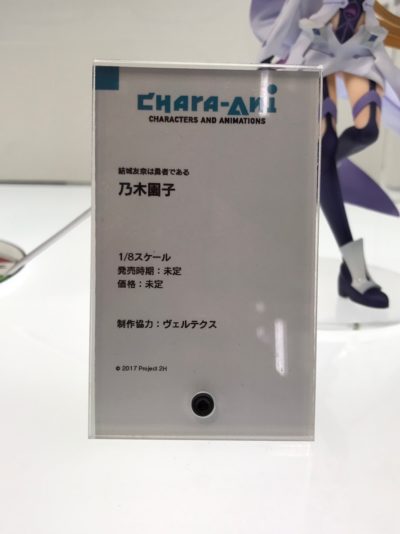 CHARA-ANI
CHARACTERS AND ANIMATIONS
結城友奈は勇者である
乃木園子
1/8スケール
発売時期：未定
価格：未定
制作協力：ヴェルテクス
© 2017 Project 2H